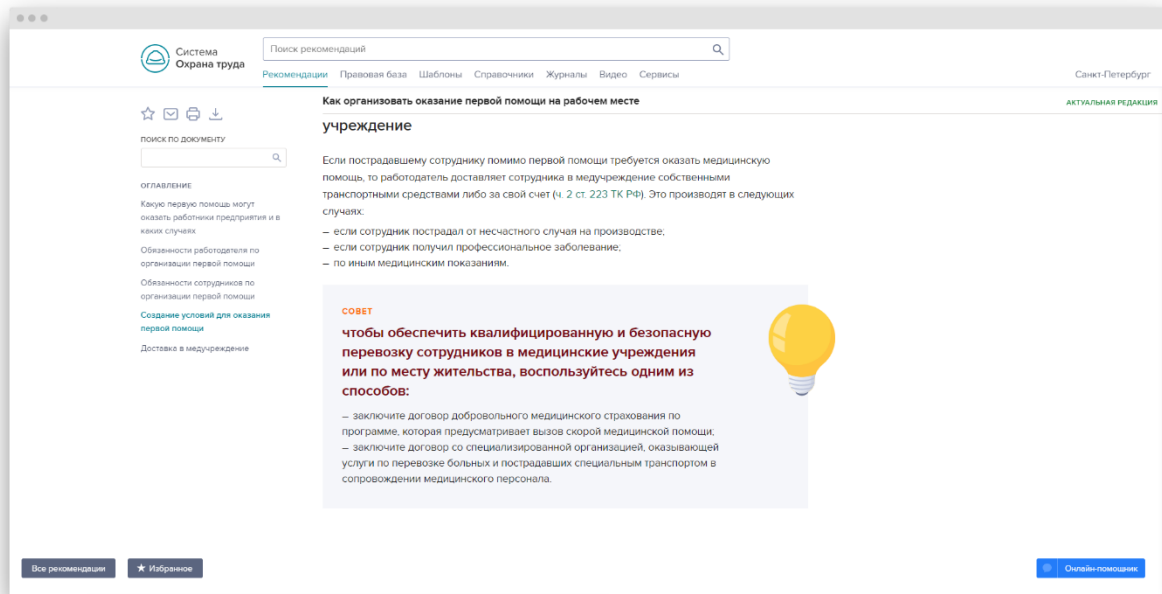 Система
Охрана труда
Поиск рекомендаций
Рекомендации Правовая база Шаблоны Справочники Журналы Видео Сервисы
Санкт-Петербург
Как организовать оказание первой помощи на рабочем месте
АКТУАЛЬНАЯ РЕДАКЦИЯ
ПОИСК ПО ДОКУМЕНТУ
ОГЛАВЛЕНИЕ
Какую первую помощь могут
оказать работники предприятия и в
каких случаях
Обязанности работодателя по
организации первой помощи
Обязанности сотрудников по
организации первой помощи
Создание условий для оказания
первой помощи
Доставка в медучреждение
учреждение
Если пострадавшему сотруднику помимо первой помощи требуется оказать медицинскую
помощь, то работодатель доставляет сотрудника в медучреждение собственными
транспортными средствами либо за свой счет (ч. 2 ст. 223 ТК РФ). Это производят в следующих
случаях:
– если сотрудник пострадал от несчастного случая на производстве;
– если сотрудник получил профессиональное заболевание;
– по иным медицинским показаниям.
СОВЕТ
чтобы обеспечить квалифицированную и безопасную
перевозку сотрудников в медицинские учреждения
или по месту жительства, воспользуйтесь одним из
способов:
– заключите договор добровольного медицинского страхования по
программе, которая предусматривает вызов скорой медицинской помощи;
– заключите договор со специализированной организацией, оказывающей
услуги по перевозке больных и пострадавших специальным транспортом в
сопровождении медицинского персонала.
Все рекомендации
Избранное
Онлайн-помощник